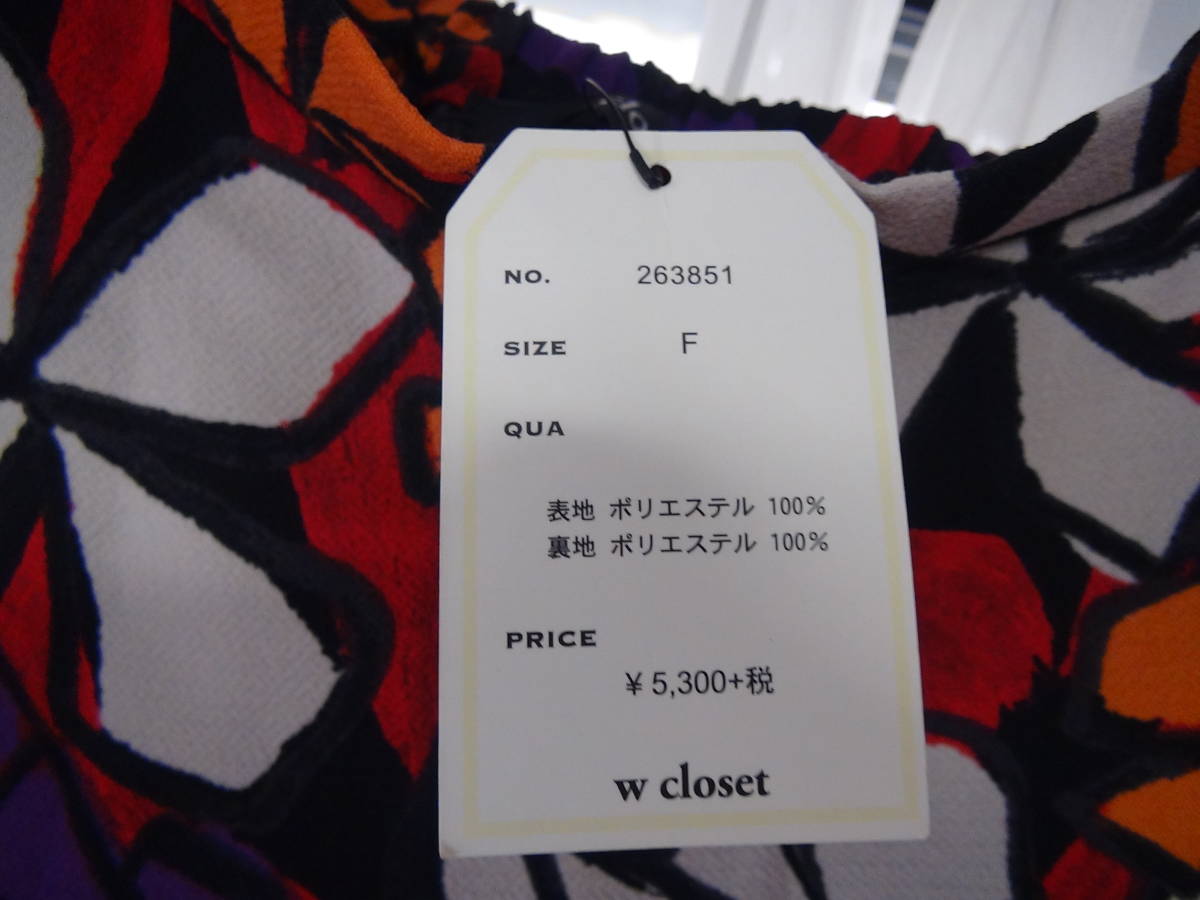 NO. 263851
SIZE F
QUA
表地 ポリエステル 100%
裏地 ポリエステル 100%
PRICE
¥ 5,300+税
w closet